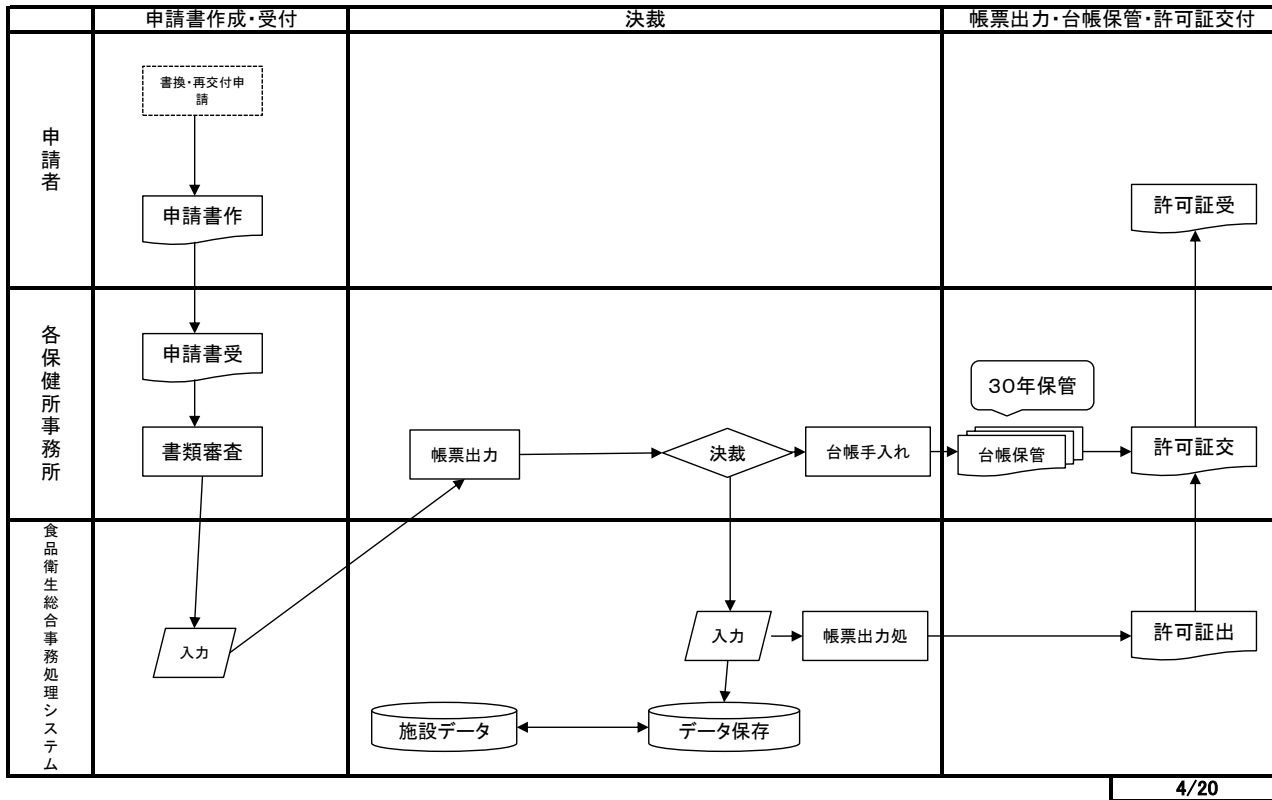 申請書作成・受付
決裁
帳票出力・台帳保管・許可証交付
申請者
書換・再交付申
請
申請書作
許可証受
各保健所事務所
申請書受
書類審査
帳票出力
決裁
台帳手入れ
30年保管
台帳保管
許可証交
食品衛生総合事務処理システム
入力
入力
帳票出力処
許可証出
施設データ
データ保存
4/20